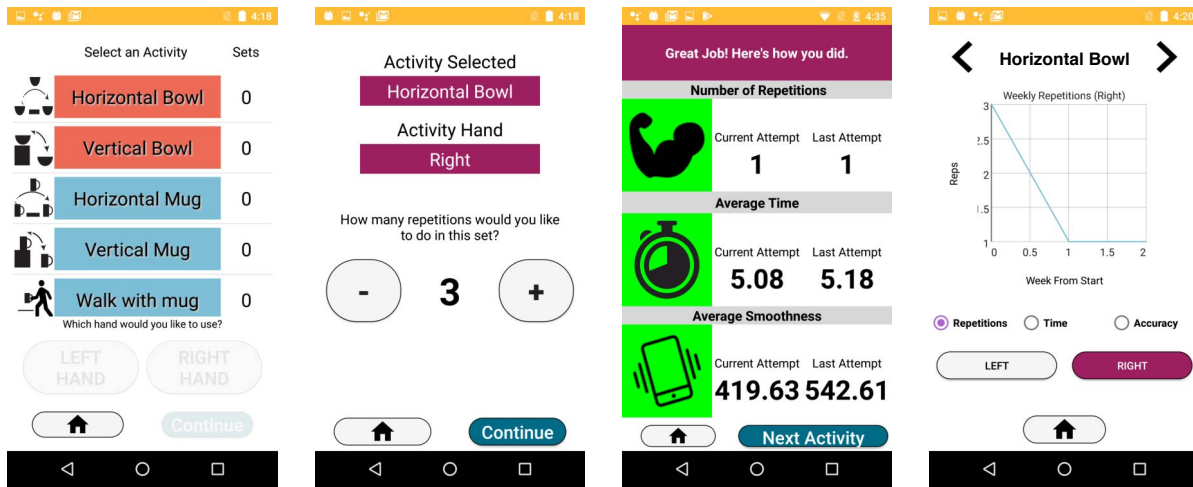 4:18
Select an Activity Sets
Horizontal Bowl 0
Vertical Bowl 0
Horizontal Mug 0
Vertical Mug 0
Walk with mug 0
Which hand would you like to use?
LEFT HAND
RIGHT HAND
Continue
4:18
Activity Selected
Horizontal Bowl
Activity Hand
Right
How many repetitions would you like
to do in this set?
- 3 +
Continue
4:35
Great Job! Here's how you did.
Number of Repetitions
Current Attempt Last Attempt
1 1
Average Time
Current Attempt Last Attempt
5.08 5.18
Average Smoothness
Current Attempt Last Attempt
419.63 542.61
Next Activity
4:20
Horizontal Bowl
Weekly Repetitions (Right)
3
2.5
2
1.5
1
Reps
0 0.5 1 1.5 2
Week From Start
Repetitions Time Accuracy
LEFT RIGHT